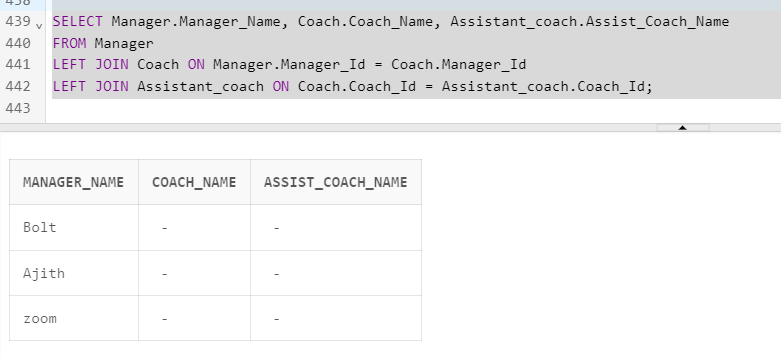 438
439 SELECT Manager.Manager_Name, Coach.Coach_Name, Assistant_coach.Assist_Coach_Name
440 FROM Manager
441 LEFT JOIN Coach ON Manager.Manager_Id = Coach.Manager_Id
442 LEFT JOIN Assistant_coach ON Coach.Coach_Id = Assistant_coach.Coach_Id;
443
MANAGER_NAME COACH_NAME ASSIST_COACH_NAME
Bolt - -
Ajith - -
zoom - -